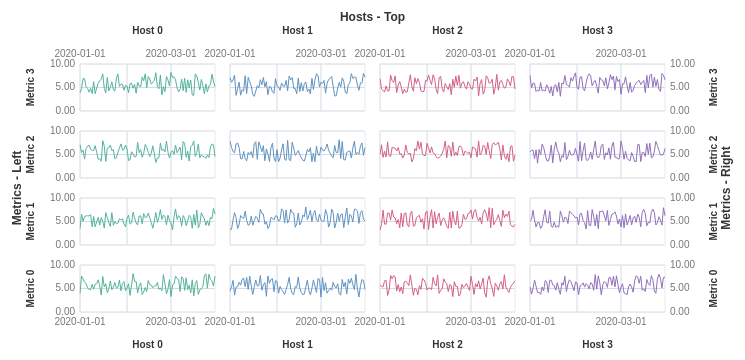 Hosts - Top
Host 0 Host 1 Host 2 Host 3
2020-01-01 2020-03-01 2020-01-01 2020-03-01 2020-01-01 2020-03-01 2020-01-01 2020-03-01
10.00 10.00
Metric 3 5.00 5.00 Metric 3
0.00 0.00
10.00 10.00
Metric 2 5.00 5.00 Metric 2
0.00 0.00
Metrics - Left Metrics - Right
10.00 10.00
Metric 1 5.00 5.00 Metric 1
0.00 0.00
10.00 10.00
Metric 0 5.00 5.00 Metric 0
0.00 0.00
2020-01-01 2020-03-01 2020-01-01 2020-03-01 2020-01-01 2020-03-01 2020-01-01 2020-03-01
Host 0 Host 1 Host 2 Host 3